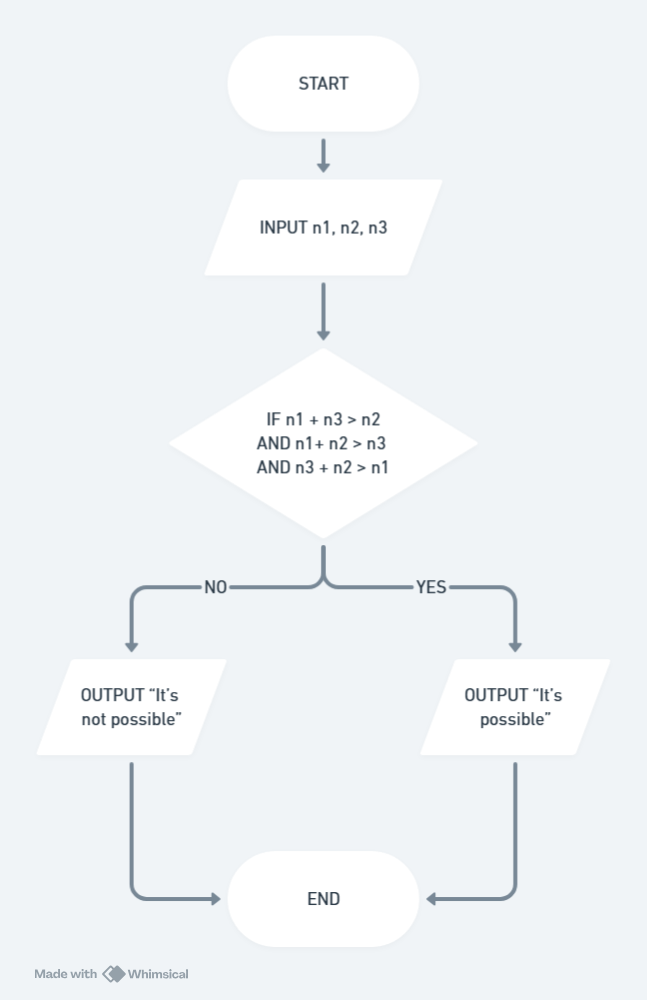 START
INPUT n1, n2, n3
IF n1 + n3 > n2
AND n1+ n2 > n3
AND n3 + n2 > n1
NO
YES
OUTPUT “It’s
not possible”
OUTPUT “It’s
possible”
END
Made with Whimsical